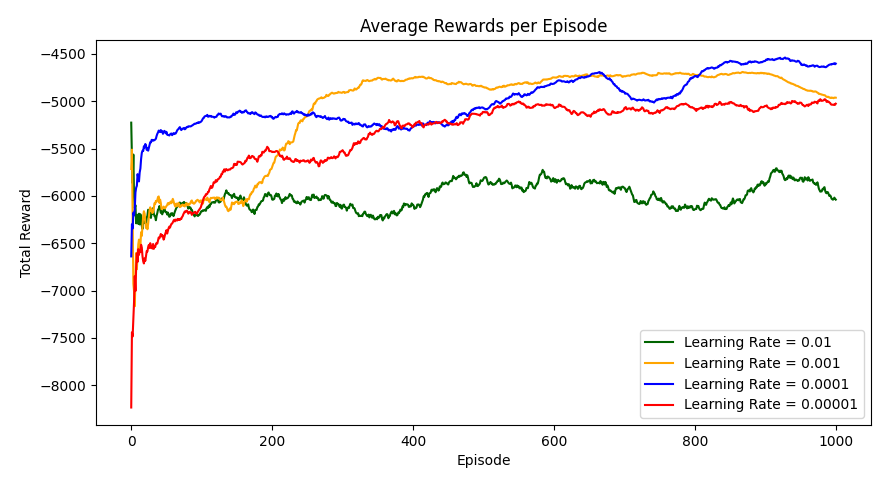 Average Rewards per Episode
Total Reward
−4500
−5000
−5500
−6000
−6500
−7000
−7500
−8000
0
200
400
600
800
1000
Episode
Learning Rate = 0.01
Learning Rate = 0.001
Learning Rate = 0.0001
Learning Rate = 0.00001